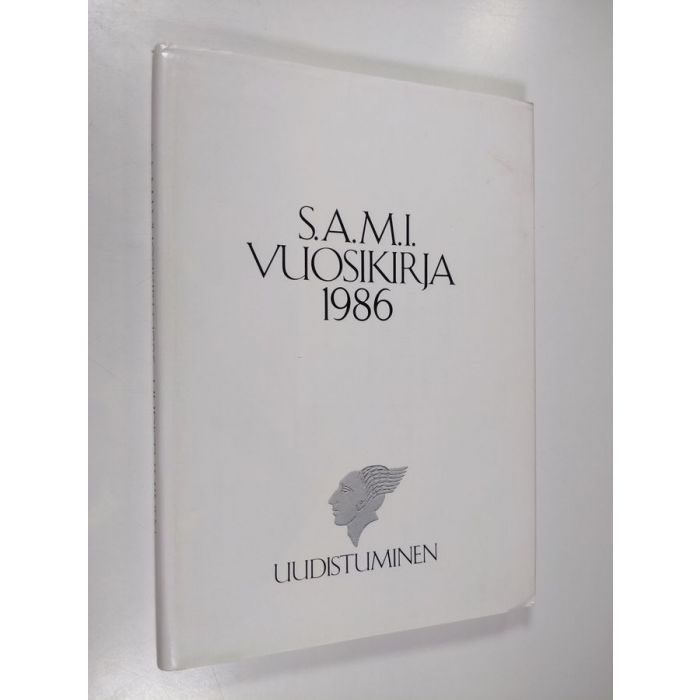 S.A.M.I.
VUOSIKIRJA
1986
UUDISTUMINEN